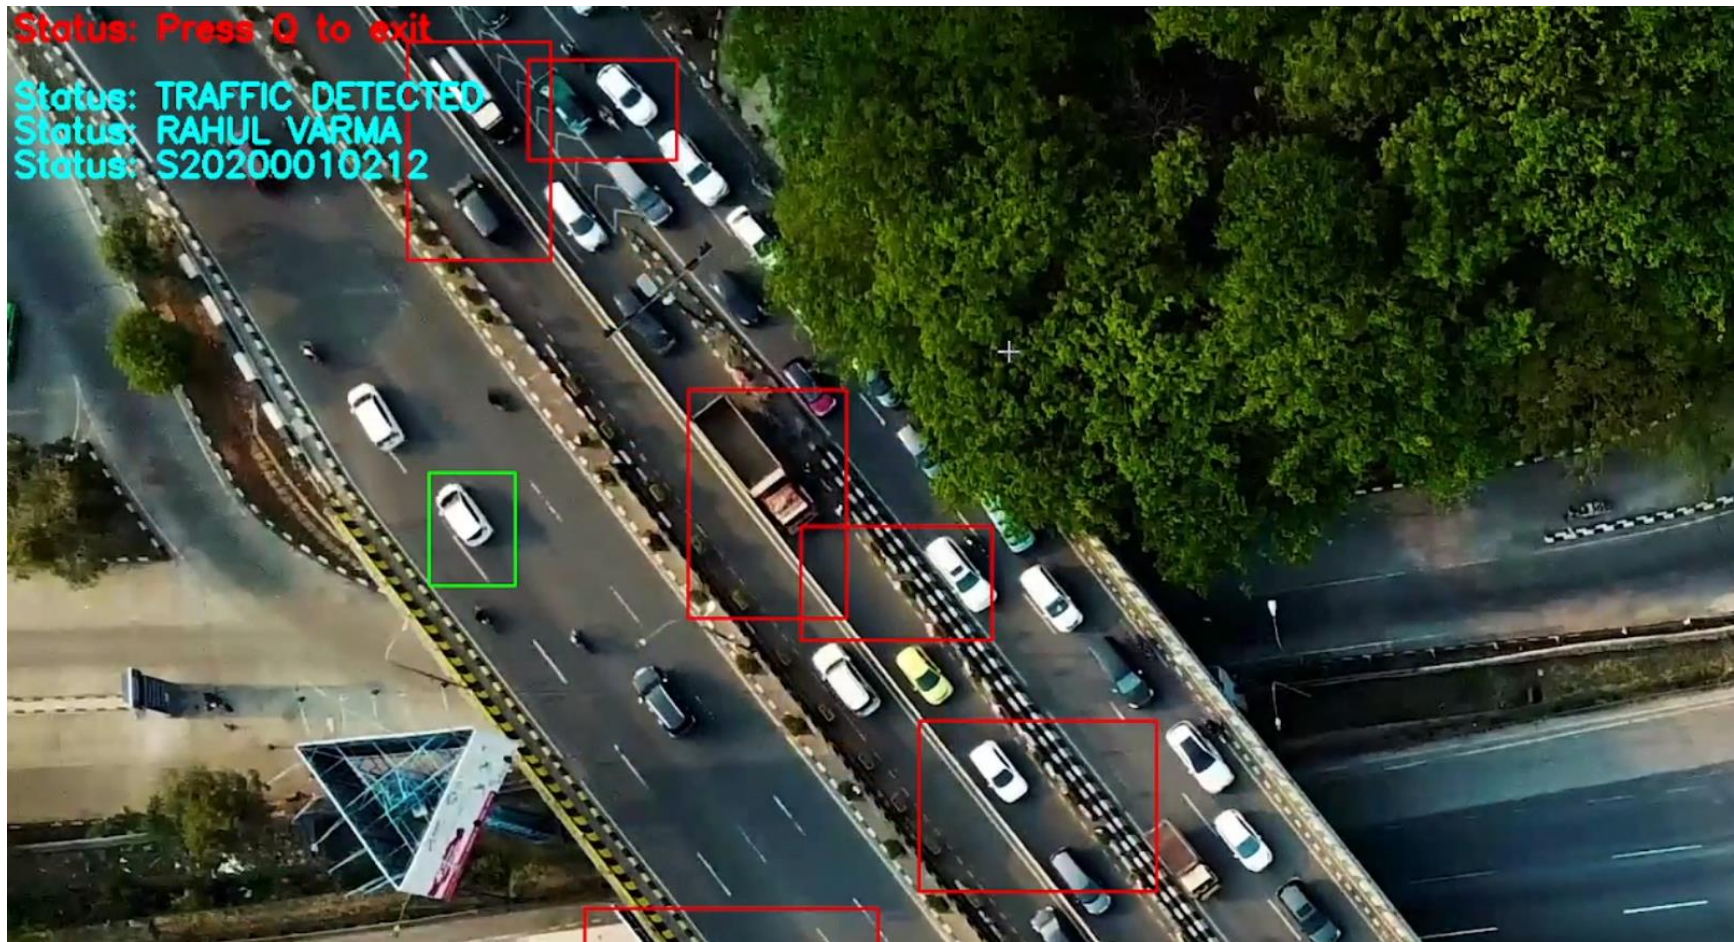 Status: Press Q to exit
Status: TRAFFIC DETECTED
Status: RAHUL VARMA
Status: S20200010212